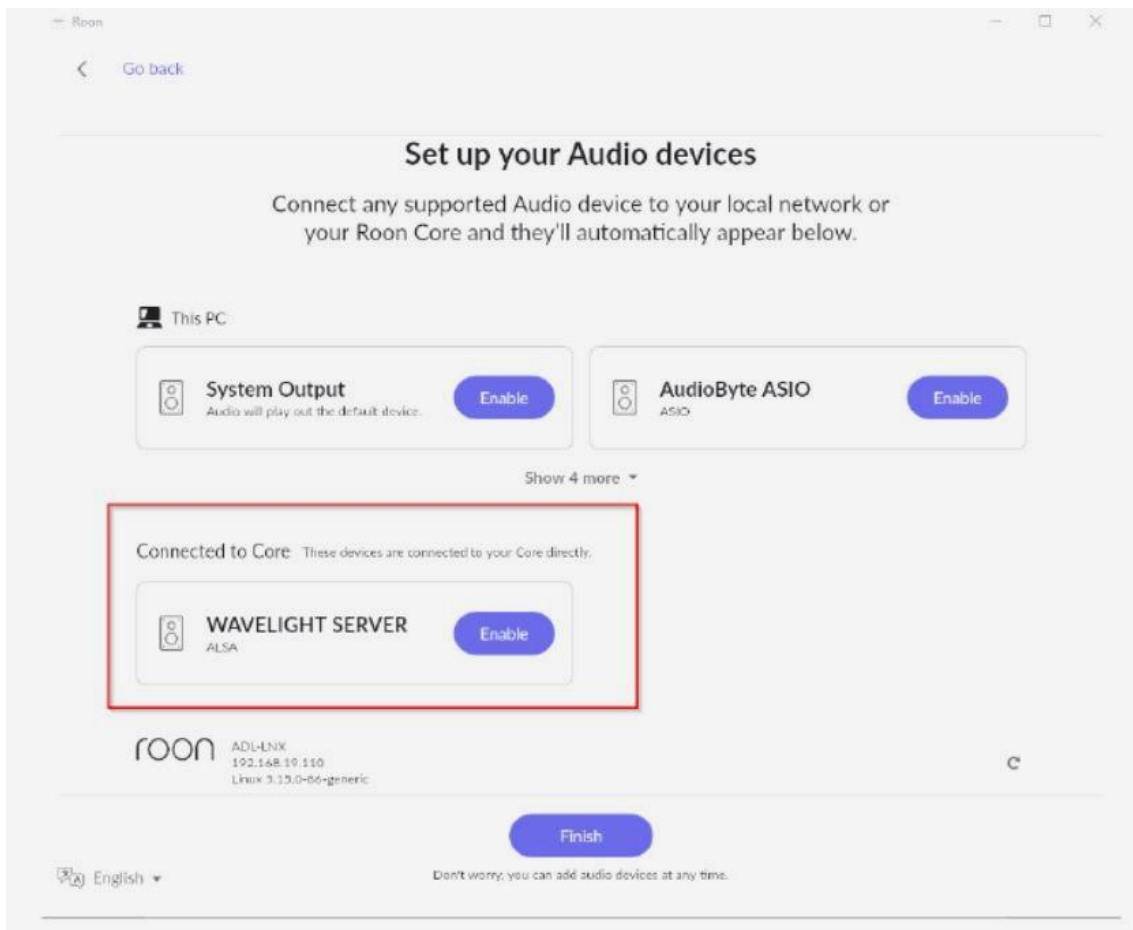 Roon
Go back
Set up your Audio devices
Connect any supported Audio device to your local network or
your Roon Core and they'll automatically appear below.
This PC
System Output
Audio will play out the default device.
Enable
AudioByte ASIO
ASIO
Enable
Show 4 more
Connected to Core These devices are connected to your Core directly.
WAVELIGHT SERVER
ALSA
Enable
roon
ADL-LNX
192.168.19.110
Linux 5.15.0-86-generic
Finish
English
Don't worry, you can add audio devices at any time.